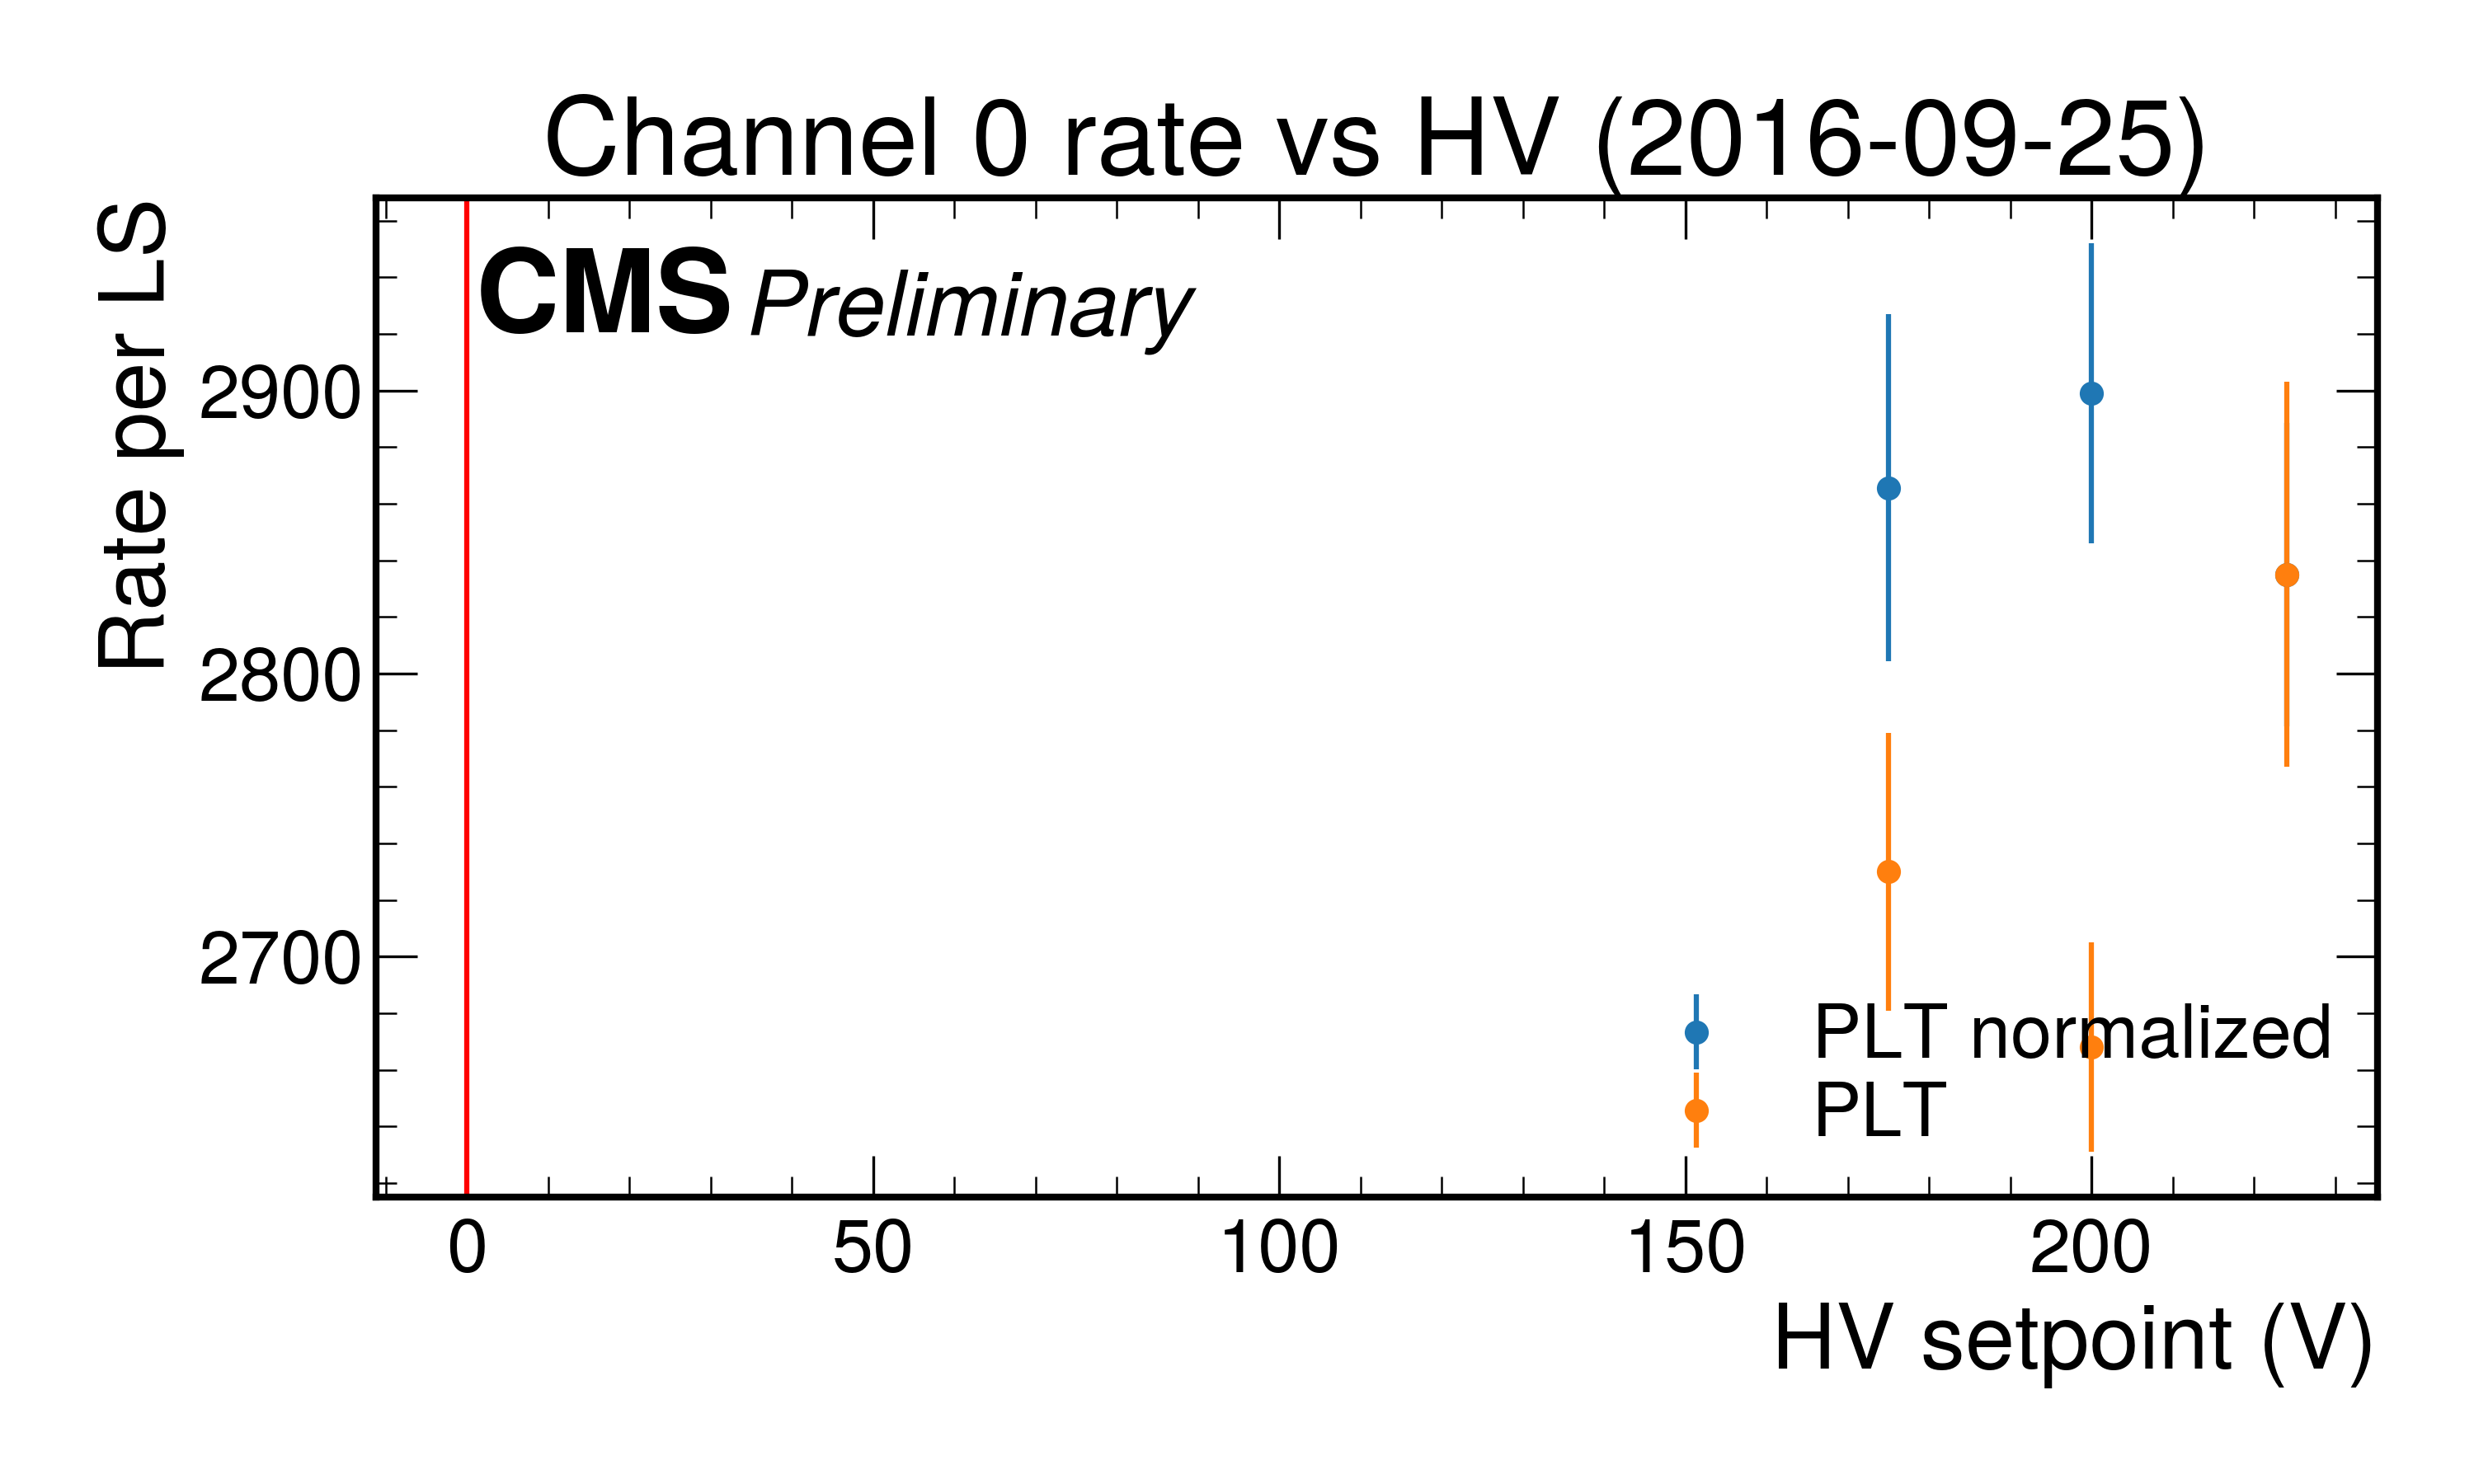 Channel 0 rate vs HV (2016-09-25)
CMS Preliminary
Rate per LS
2900
2800
2700
PLT normalized
PLT
0 50 100 150 200
HV setpoint (V)